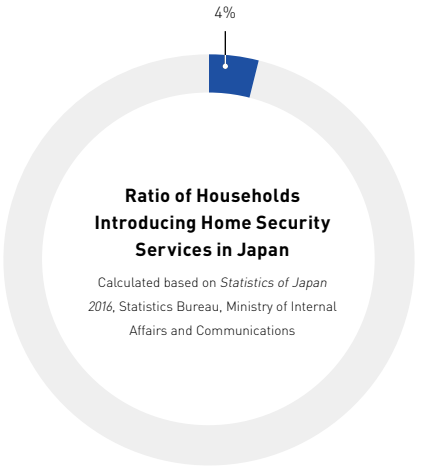 4%
Ratio of Households
Introducing Home Security
Services in Japan
Calculated based on Statistics of Japan
2016, Statistics Bureau, Ministry of Internal
Affairs and Communications